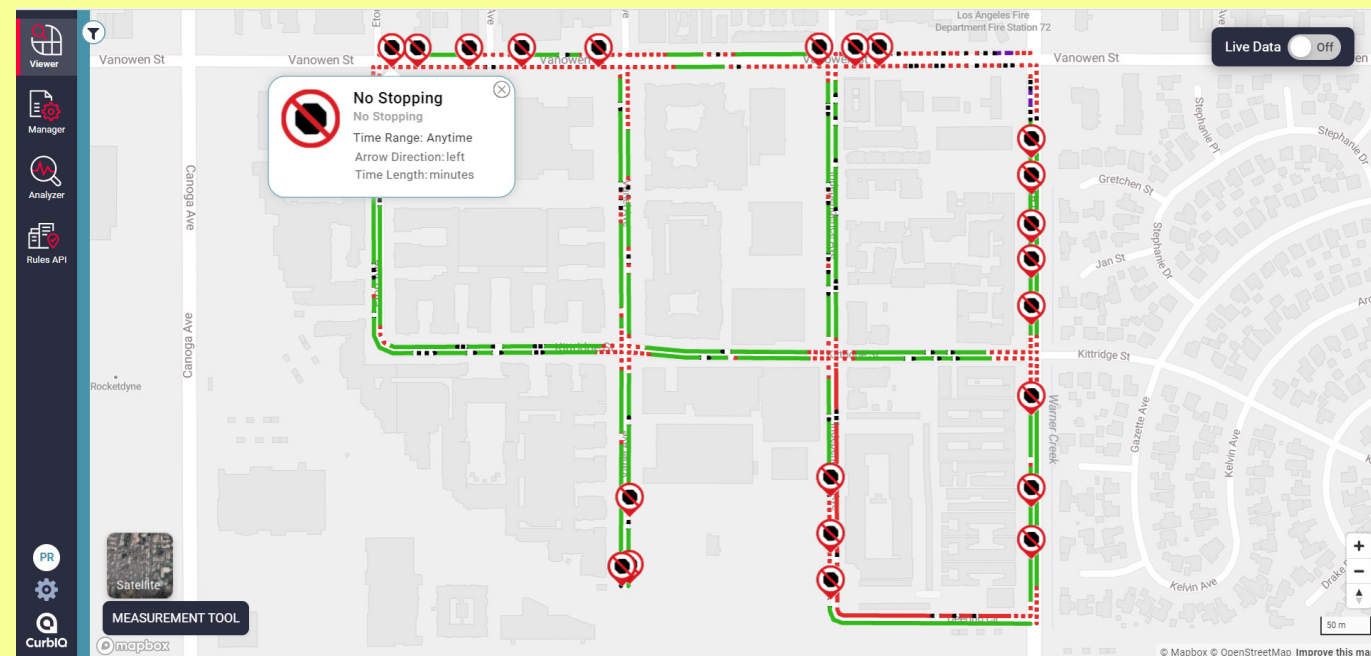 Viewer
Manager
Analyzer
Rules API
PR
CurbIQ
Los Angeles Fire
Department Fire Station 72
Live Data
Off
Vanowen St
Vanowen St
Vanowen
Vanowen St
No Stopping
No Stopping
Time Range: Anytime
Arrow Direction: left
Time Length: minutes
Canoga Ave
Canoga Ave
Stephanie Pl
Stephanie Dr
Gretchen St
Stephanie Dr
Jan St
Kittridge St
Rocketdyne
Warner Creek
Gazette Ave
Kelvin Ave
Kelvin Ave
Satellite
MEASUREMENT TOOL
mapbox
50 m
© Mapbox © OpenStreetMap Improve this map